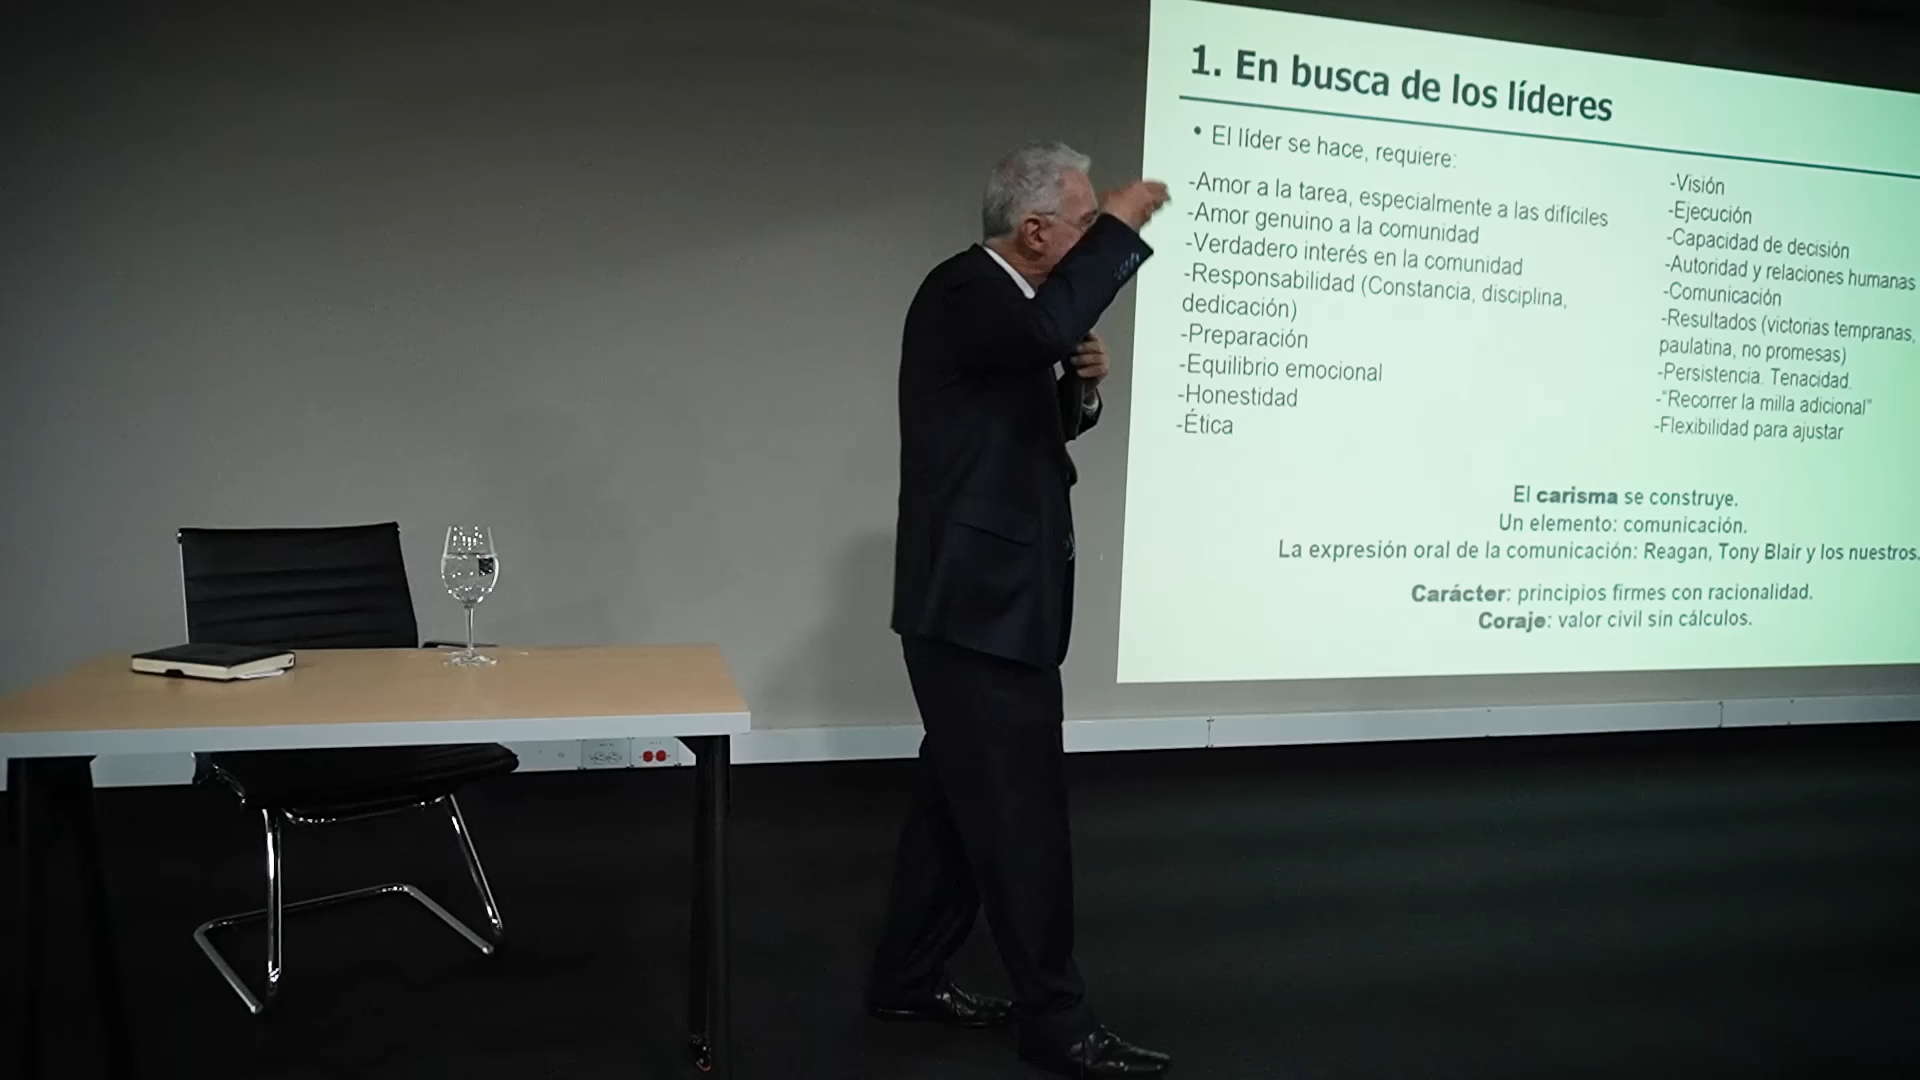 1. En busca de los líderes
• El líder se hace, requiere:
-Amor a la tarea, especialmente a las difíciles
-Amor genuino a la comunidad
-Verdadero interés en la comunidad
-Responsabilidad (Constancia, disciplina,
dedicación)
-Preparación
-Equilibrio emocional
-Honestidad
-Ética
-Visión
-Ejecución
-Capacidad de decisión
-Autoridad y relaciones humanas
-Comunicación
-Resultados (victorias tempranas,
paulatina, no promesas)
-Persistencia. Tenacidad.
-"Recorrer la milla adicional"
-Flexibilidad para ajustar
El carisma se construye.
Un elemento: comunicación.
La expresión oral de la comunicación: Reagan, Tony Blair y los nuestros.
Carácter: principios firmes con racionalidad.
Coraje: valor civil sin cálculos.